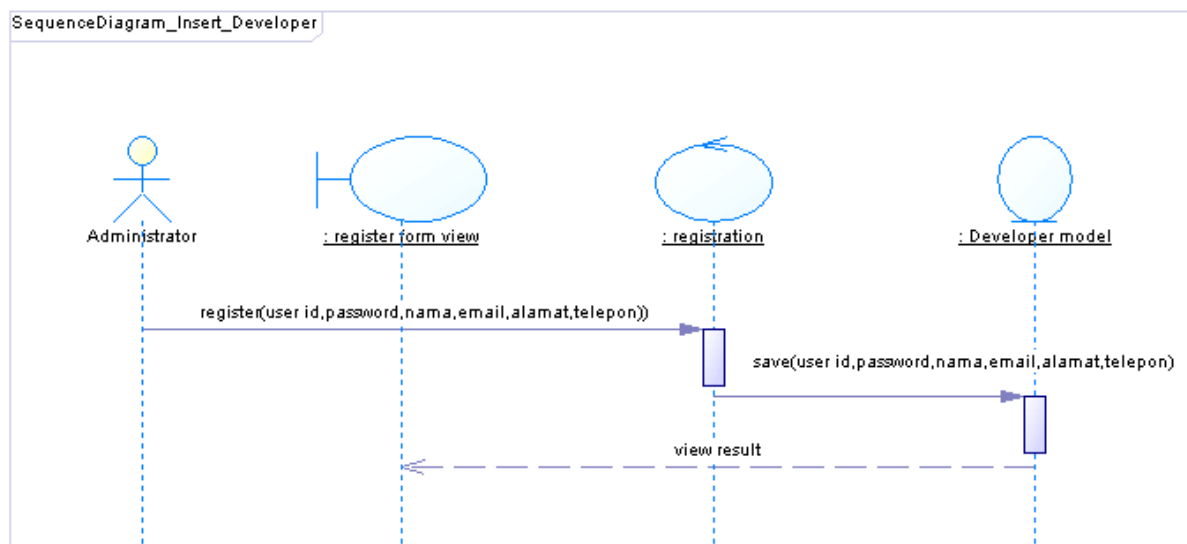 SequenceDiagram_Insert_Developer
Administrator
: register form view
: registration
: Developer model
register(user id,password,nama,email,alamat,telepon))
save(user id,password,nama,email,alamat,telepon)
view result